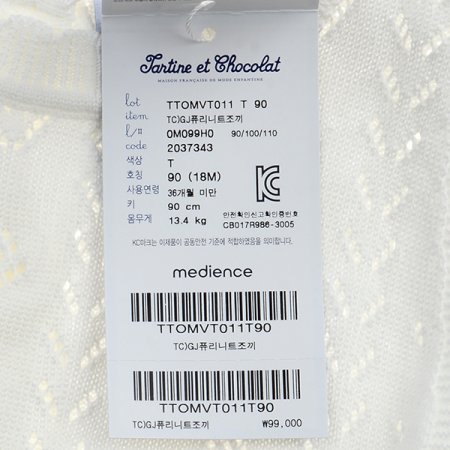 Tartine et Chocolat
MAISON FRANÇAISE DE MODE ENFANTINE
lot TTOMVT011 T 90
item TC)GJ퓨리니트조끼
l/# 0M099H0 90/100/110
code 2037343
색상 T
호칭 90 (18M)
사용연령 36개월 미만
키 90 cm
몸무게 13.4 kg
안전확인신고확인증번호
CB017R986-3005
KC마크는 이제품이 공동안전 기준에 적합하였음을 의미합니다
medience
TTOMVT011T90
TC)GJ퓨리니트조끼
TTOMVT011T90
TC)GJ퓨리니트조끼 ₩99,000